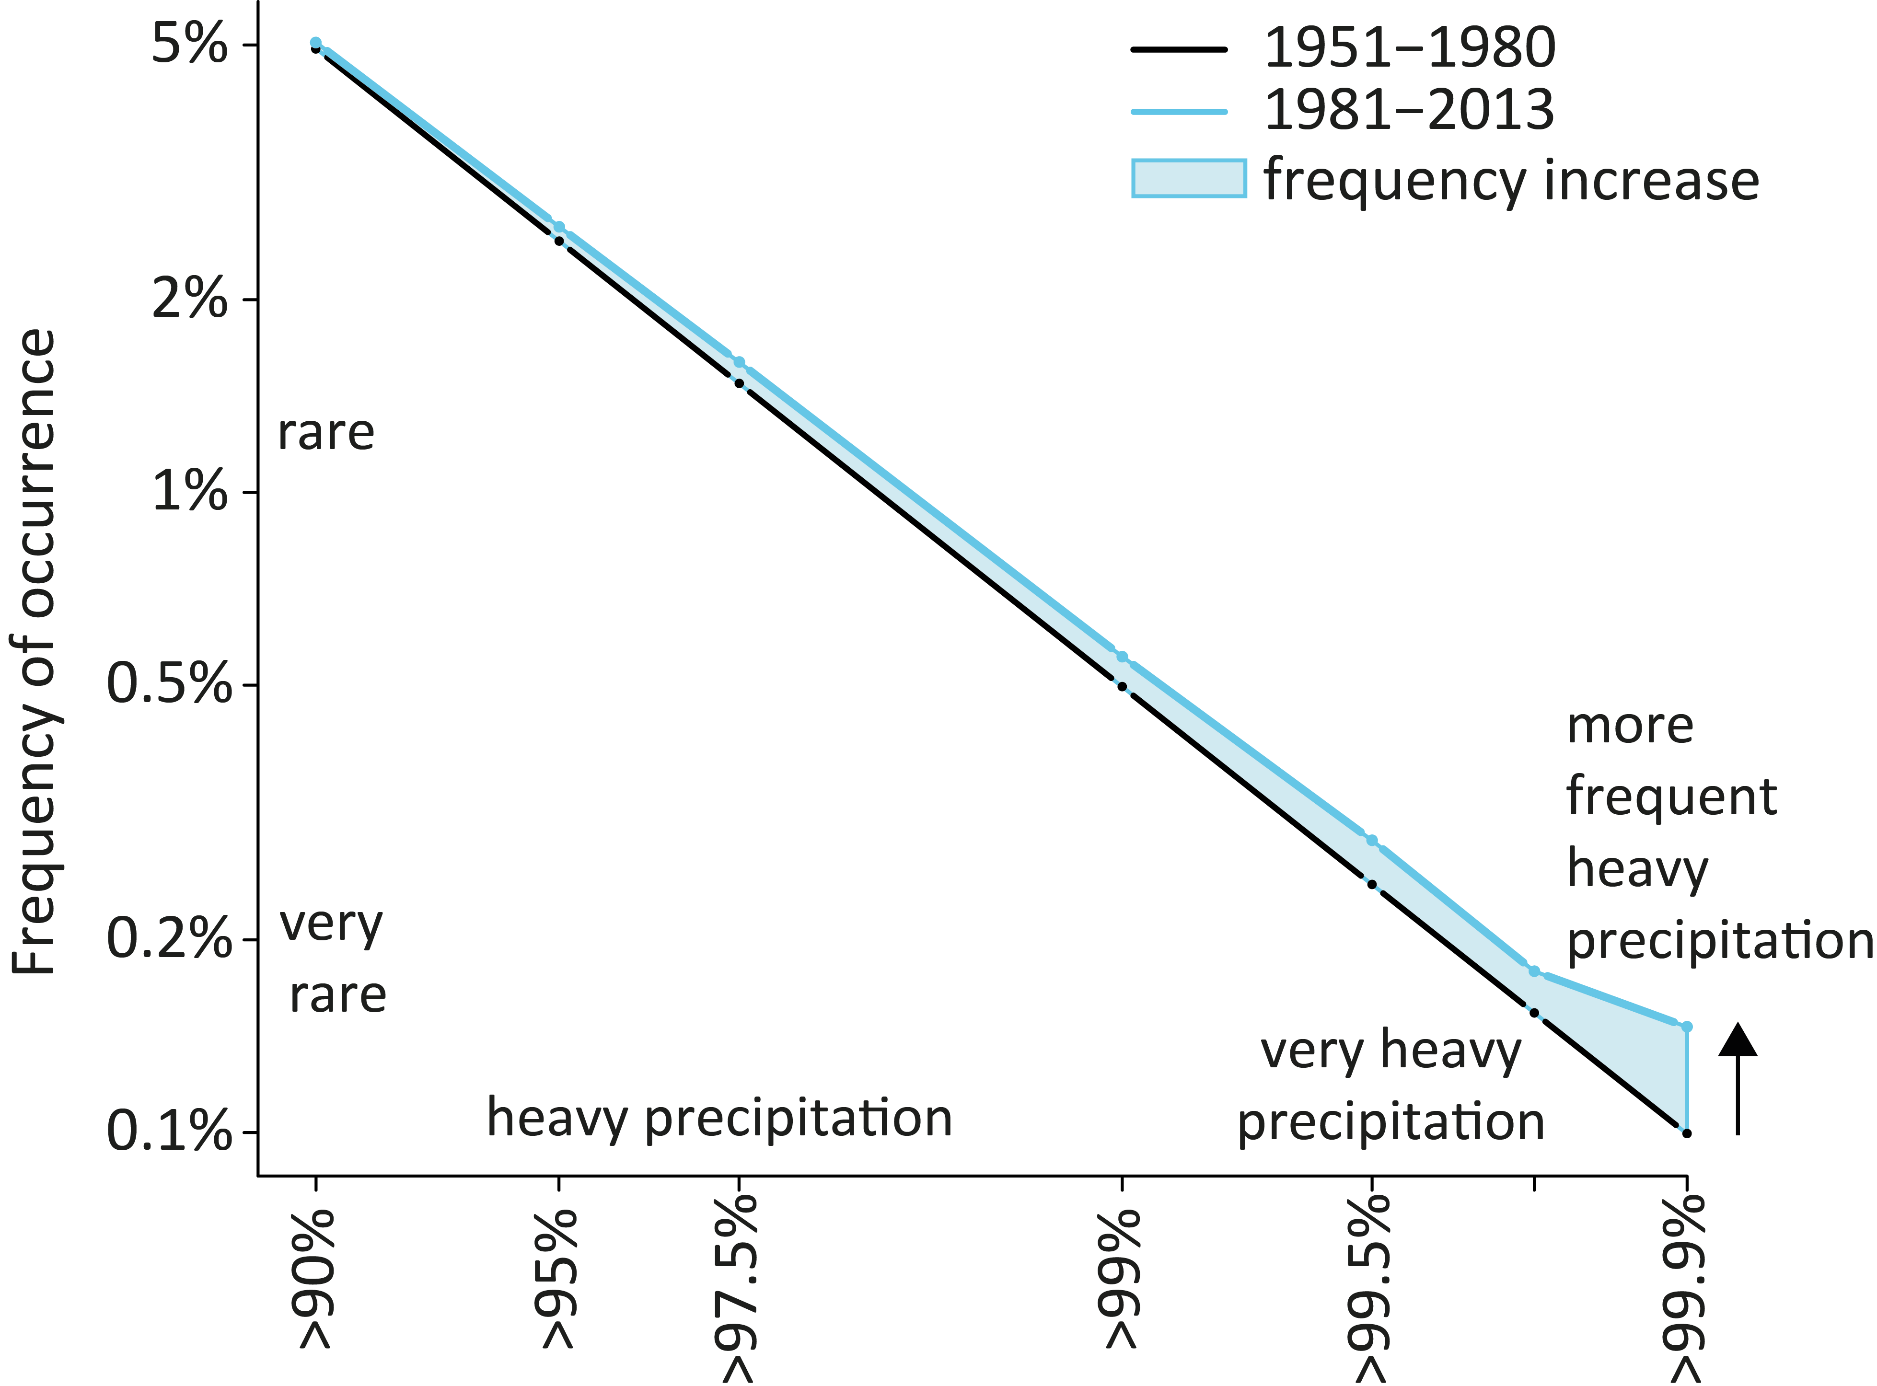 1951–1980
1981–2013
frequency increase
Frequency of occurrence
5%
2%
1%
0.5%
0.2%
0.1%
rare
very
rare
heavy precipitation
very heavy
precipitation
more
frequent
heavy
precipitation
>90%
>95%
>97.5%
>99%
>99.5%
>99.9%